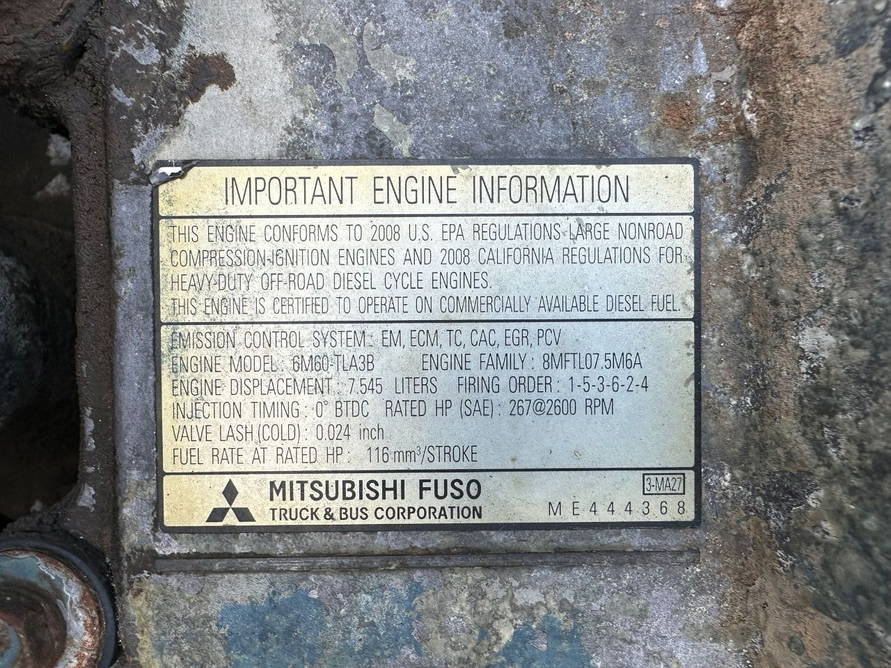 IMPORTANT ENGINE INFORMATION
THIS ENGINE CONFORMS TO 2008 U.S. EPA REGULATIONS LARGE NONROAD
COMPRESSION-IGNITION ENGINES AND 2008 CALIFORNIA REGULATIONS FOR
HEAVY-DUTY OFF-ROAD DIESEL CYCLE ENGINES.
THIS ENGINE IS CERTIFIED TO OPERATE ON COMMERCIALLY AVAILABLE DIESEL FUEL.
EMISSION CONTROL SYSTEM : EM, ECM, TC, CAC, EGR, PCV
ENGINE MODEL : 6M60-TLA3B ENGINE FAMILY : 8MFTL07.5M6A
ENGINE DISPLACEMENT : 7.545 LITERS FIRING ORDER : 1-5-3-6-2-4
INJECTION TIMING : 0° BTDC RATED HP (SAE) : 267@2600 RPM
VALVE LASH (COLD) : 0.024 inch
FUEL RATE AT RATED HP : 116 mm³/STROKE
MITSUBISHI FUSO
TRUCK & BUS CORPORATION
3-MA27
ME444368